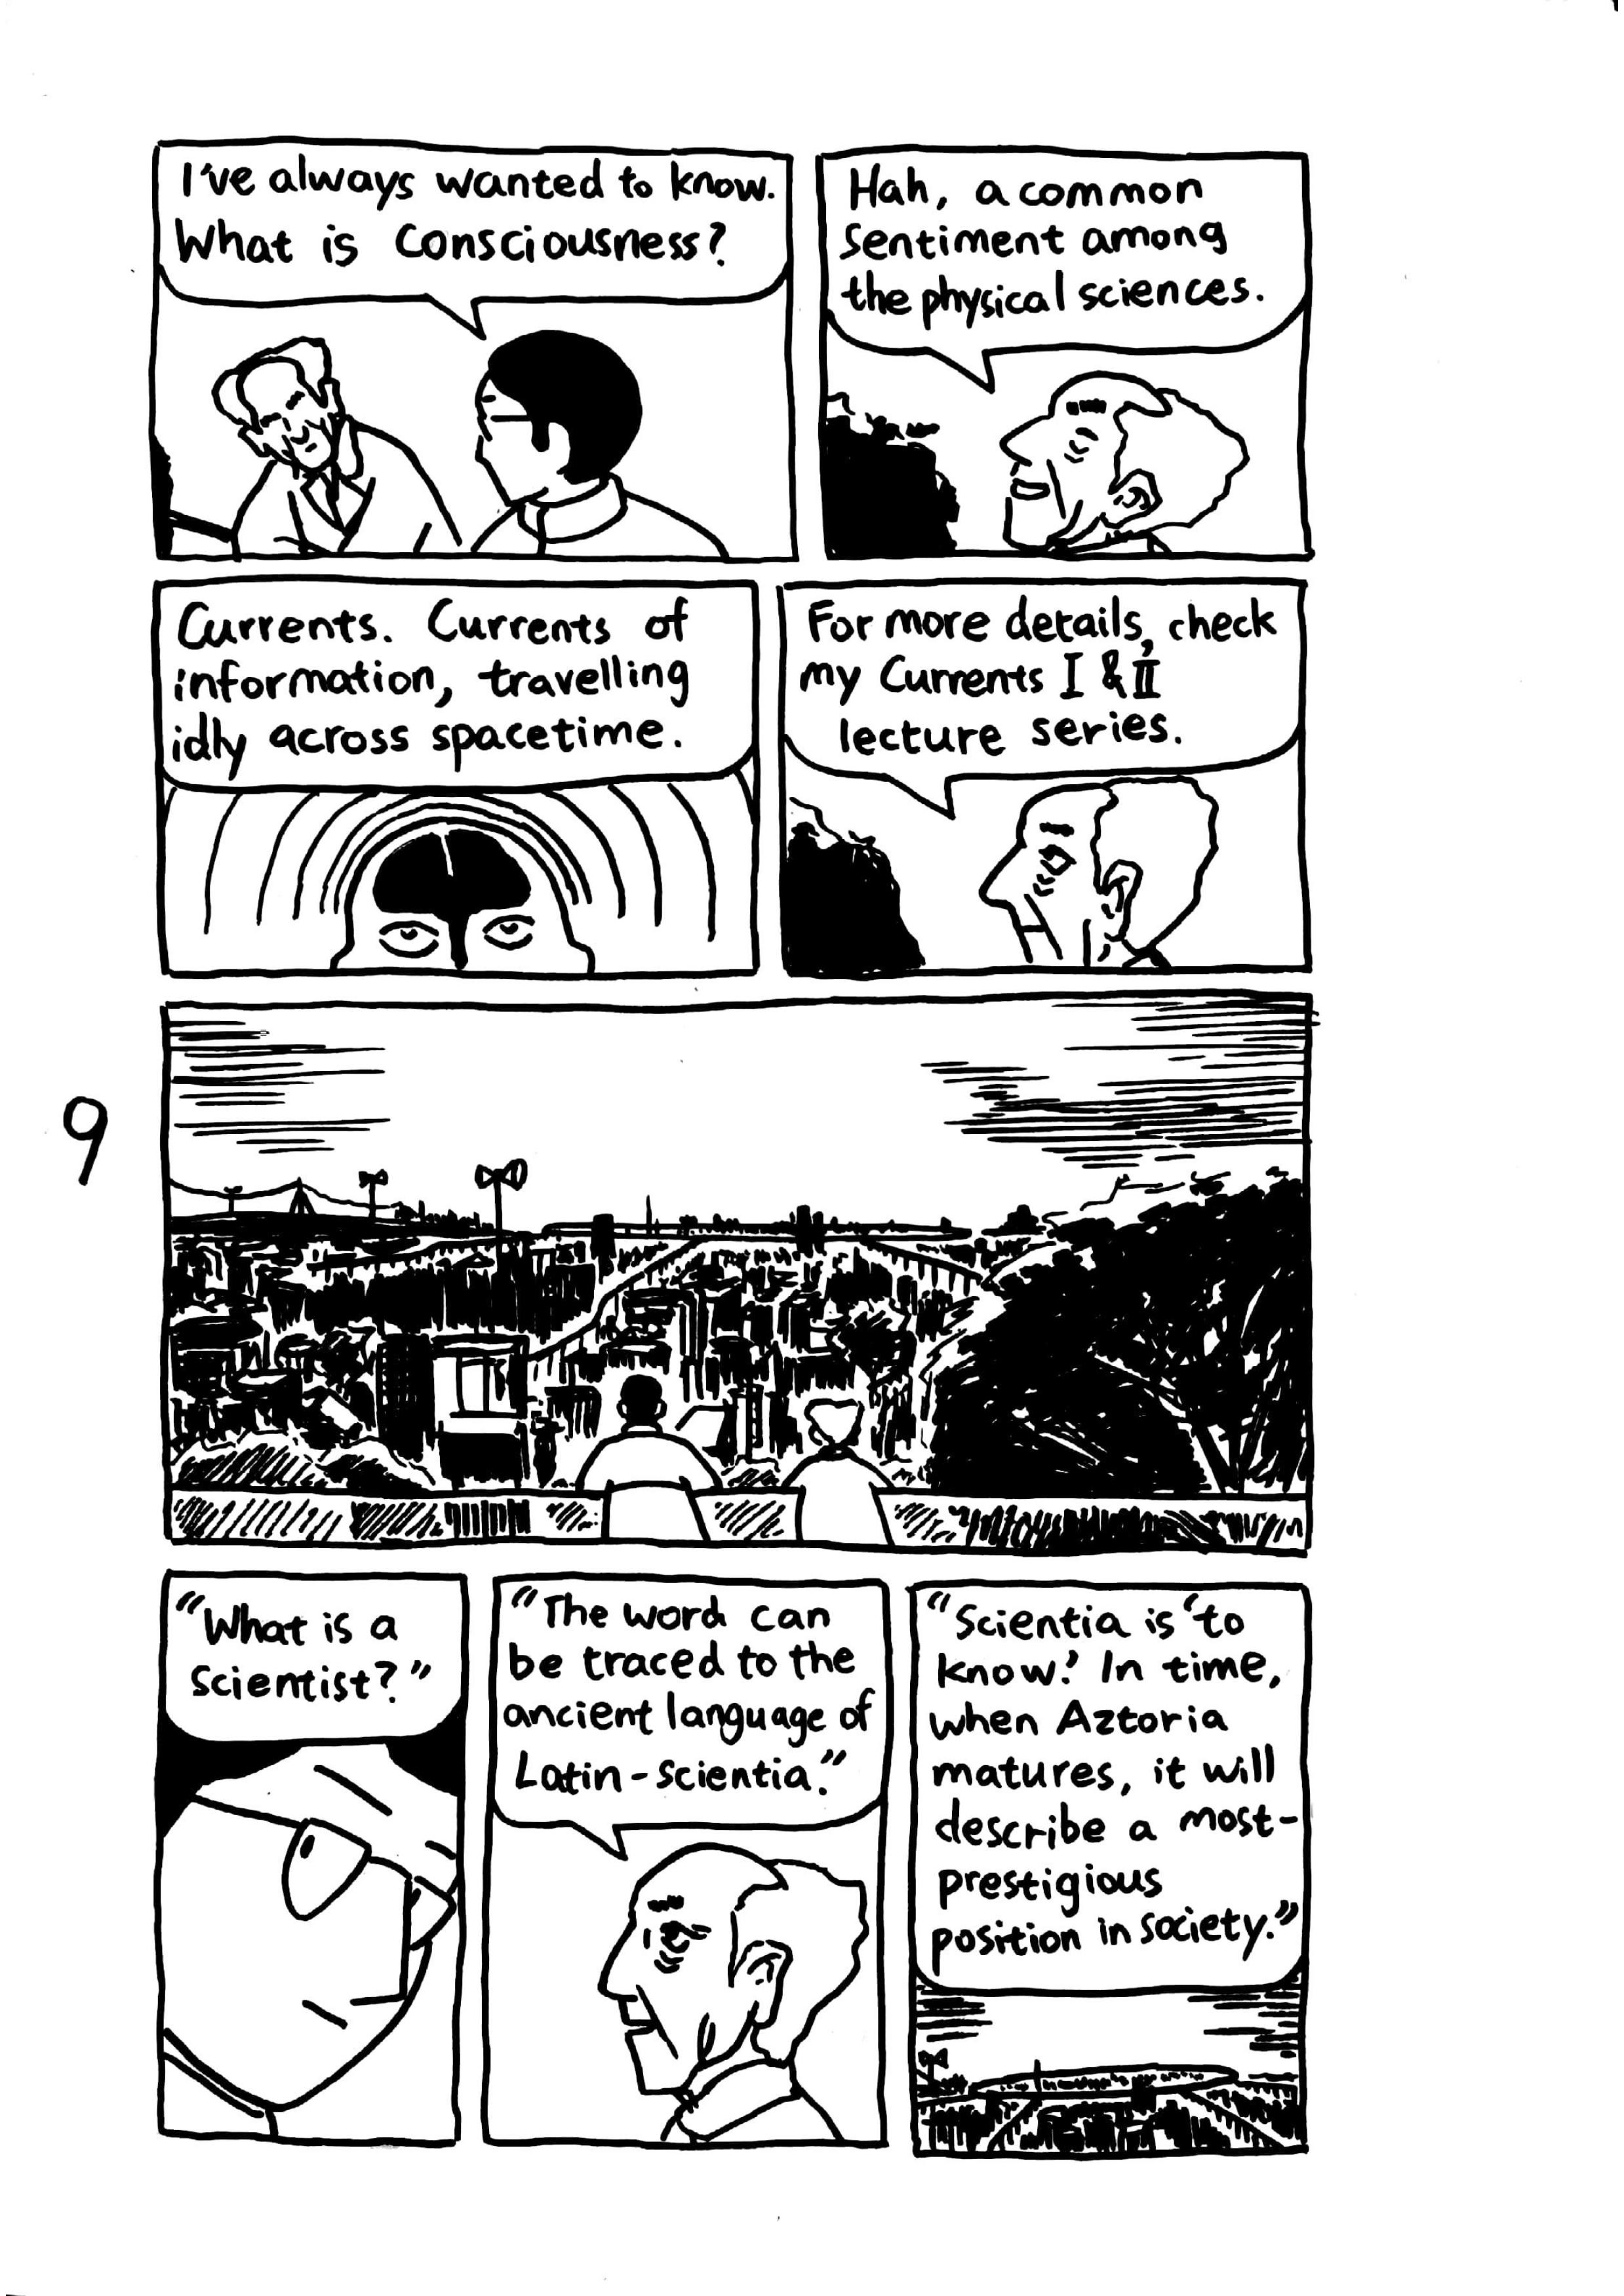 I've always wanted to know.
What is consciousness?
Hah, a common
sentiment among
the physical sciences.
Currents. Currents of
information, travelling
idly across spacetime.
For more details, check
my Currents I & II
lecture series.
9
"What is a
scientist?"
"The word can
be traced to the
ancient language of
Latin-scientia."
"Scientia is 'to
know.' In time,
when Aztoria
matures, it will
describe a most-
prestigious
position in society."